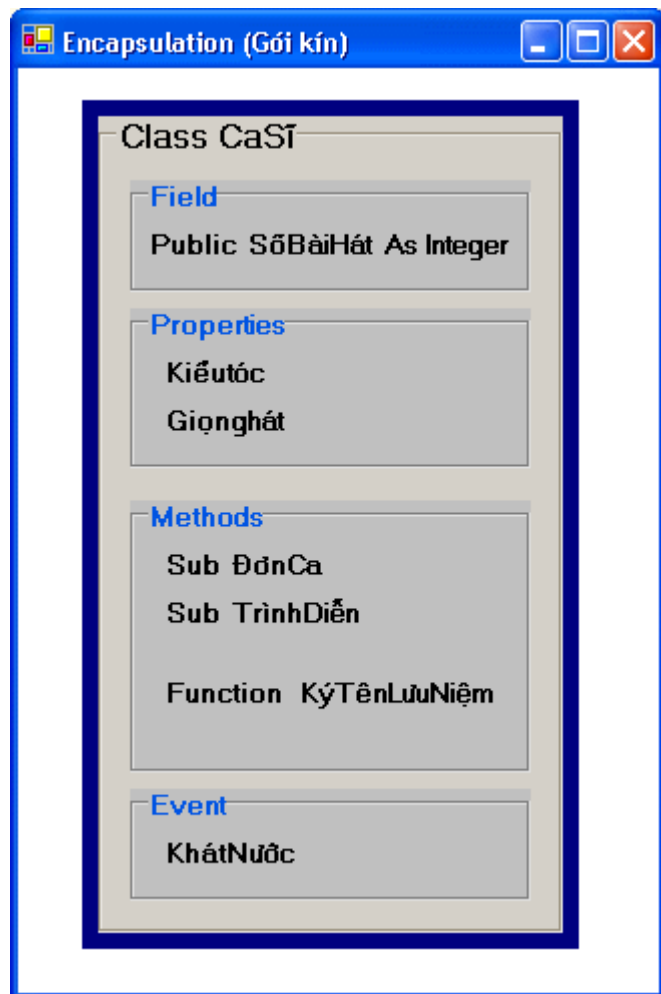 Encapsulation (Gói kín)
Class CaSĩ
Field
Public SốBàiHát As Integer
Properties
Kiểutóc
Giọnghát
Methods
Sub ĐơnCa
Sub TrìnhDiễn
Function KýTênLưuNiệm
Event
KhátNước